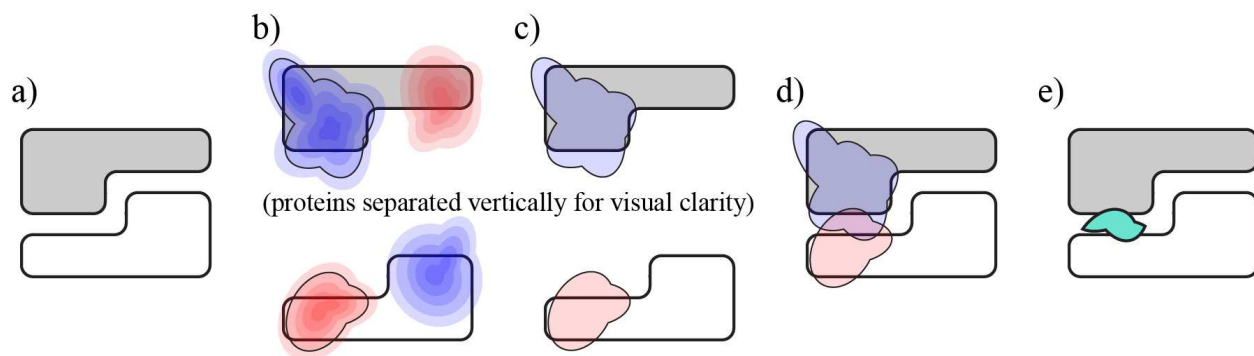 a)
b)
c)
d)
e)
(proteins separated vertically for visual clarity)